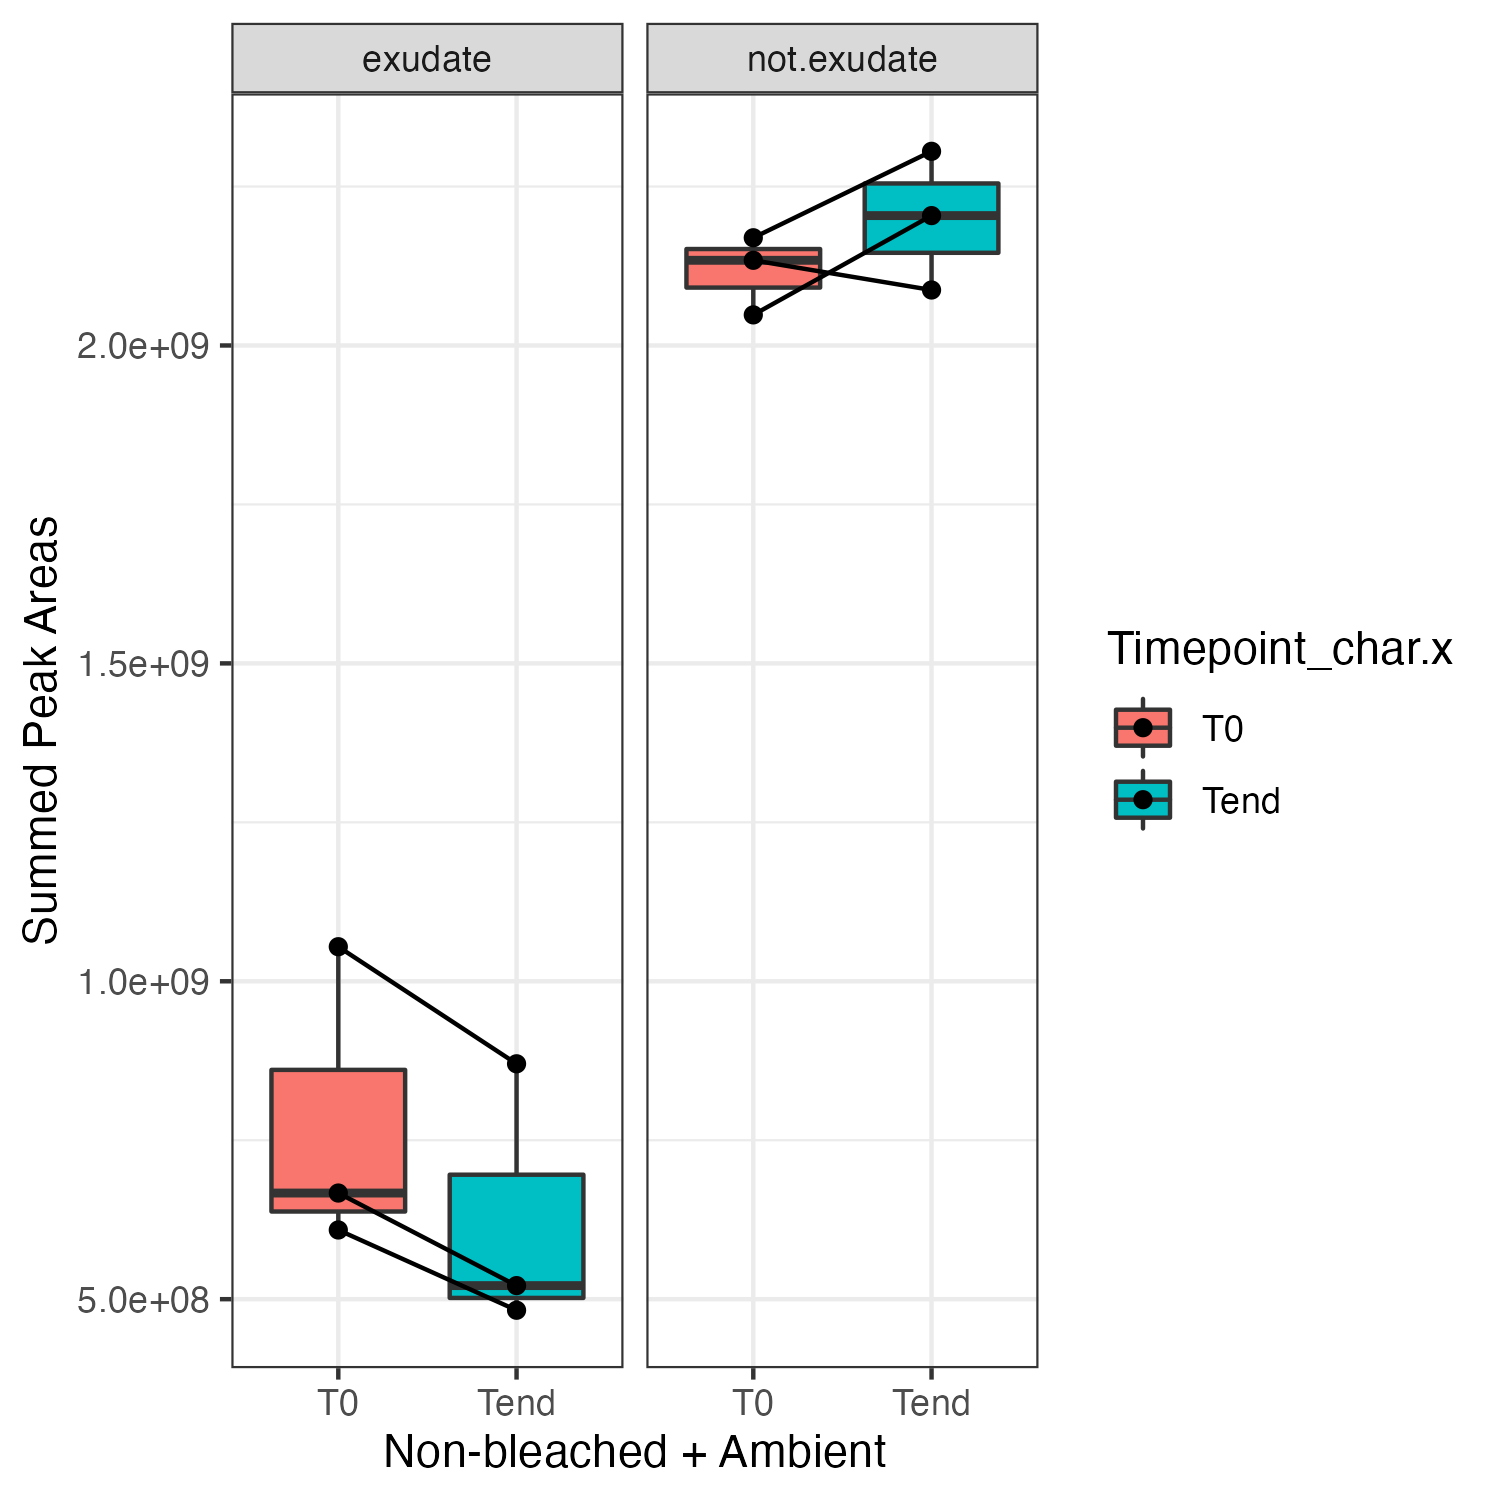 exudate
not.exudate
2.0e+09
1.5e+09
1.0e+09
5.0e+08
Summed Peak Areas
T0
Tend
T0
Tend
Non-bleached + Ambient
Timepoint_char.x
T0
Tend